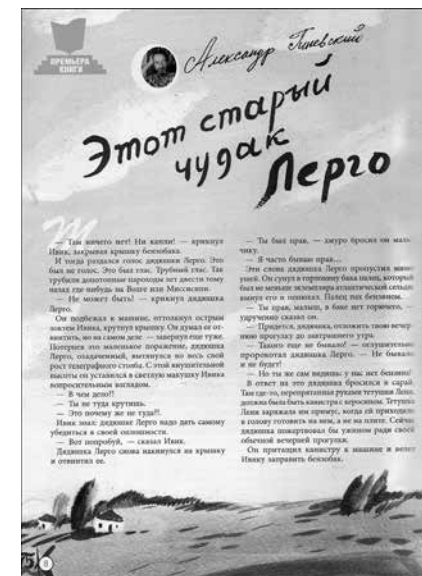 ПРЕМЬЕРА
КНИГИ
Александр Гиневский
Этот старый
чудак
Лерго
— Там ничего нет! Ни капли! — крикнул
Ивик, закрывая крышку бензобака.
И тогда раздался голос дядюшки Лерго. Это
был не голос. Это был глас. Трубный глас. Так
трубили допотопные пароходы лет двести тому
назад где-нибудь на Волге или Миссисипи.
— Не может быть! — крикнул дядюшка
Лерго.
Он подбежал к машине, оттолкнул острым
локтем Ивика, крутнул крышку. Он думал ее от-
винтить, но на самом деле — завернул еще туже.
Потерпев это маленькое поражение, дядюшка
Лерго, озадаченный, вытянулся во весь свой
рост телеграфного столба. С этой внушительной
высоты он уставился в светлую макушку Ивика
вопросительным взглядом.
— В чем дело?!
— Ты не туда крутишь.
— Это почему же не туда?!.
Ивик знал: дядюшке Лерго надо дать самому
убедиться в своей оплошности.
— Вот попробуй, — сказал Ивик.
Дядюшка Лерго снова накинулся на крышку
и отвинтил ее.
— Ты был прав, — хмуро бросил он маль-
чику.
— Я часто бываю прав...
Эти слова дядюшка Лерго пропустил мимо
ушей. Он сунул в горловину бака палец, который
был не меньше экземпляра атлантической сельди,
вынул его и понюхал. Палец пах бензином.
— Ты прав, малыш, в баке нет горючего, —
удрученно сказал он.
— Придется, дядюшка, отложить твою вечер-
нюю прогулку до завтрашнего утра.
— Такого еще не бывало! — оглушительно
пророкотал дядюшка Лерго. — Не бывало
и не будет!
— Но ты же сам видишь: у нас нет бензина!
В ответ на это дядюшка бросился в сарай.
Там где-то, перепрятанная руками тетушки Лени,
должна была быть канистра с керосином. Тетушка
Леня заряжала им примус, когда ей приходило
в голову готовить на нем, а не на плите. Сейчас
дядюшка пожертвовал бы ужином ради своей
обычной вечерней прогулки.
Он притащил канистру к машине и велел
Ивику заправить бензобак.
8